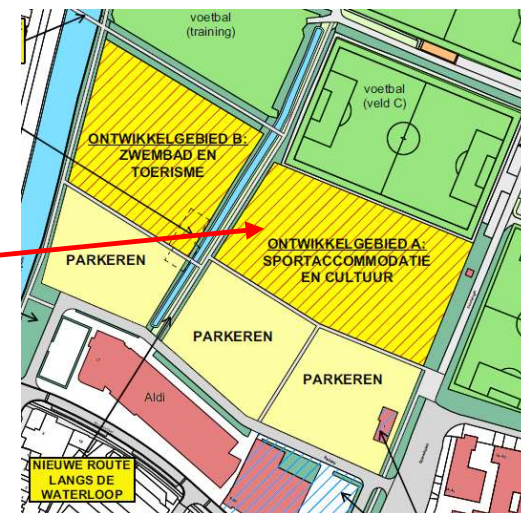 voetbal
(training)
voetbal
(veld C)
ONTWIKKELGEBIED B:
ZWEMBAD EN
TOERISME
ONTWIKKELGEBIED A:
SPORTACCOMMODATIE
EN CULTUUR
PARKEREN
PARKEREN
PARKEREN
Aldi
NIEUWE ROUTE
LANGS DE
WATERLOOP